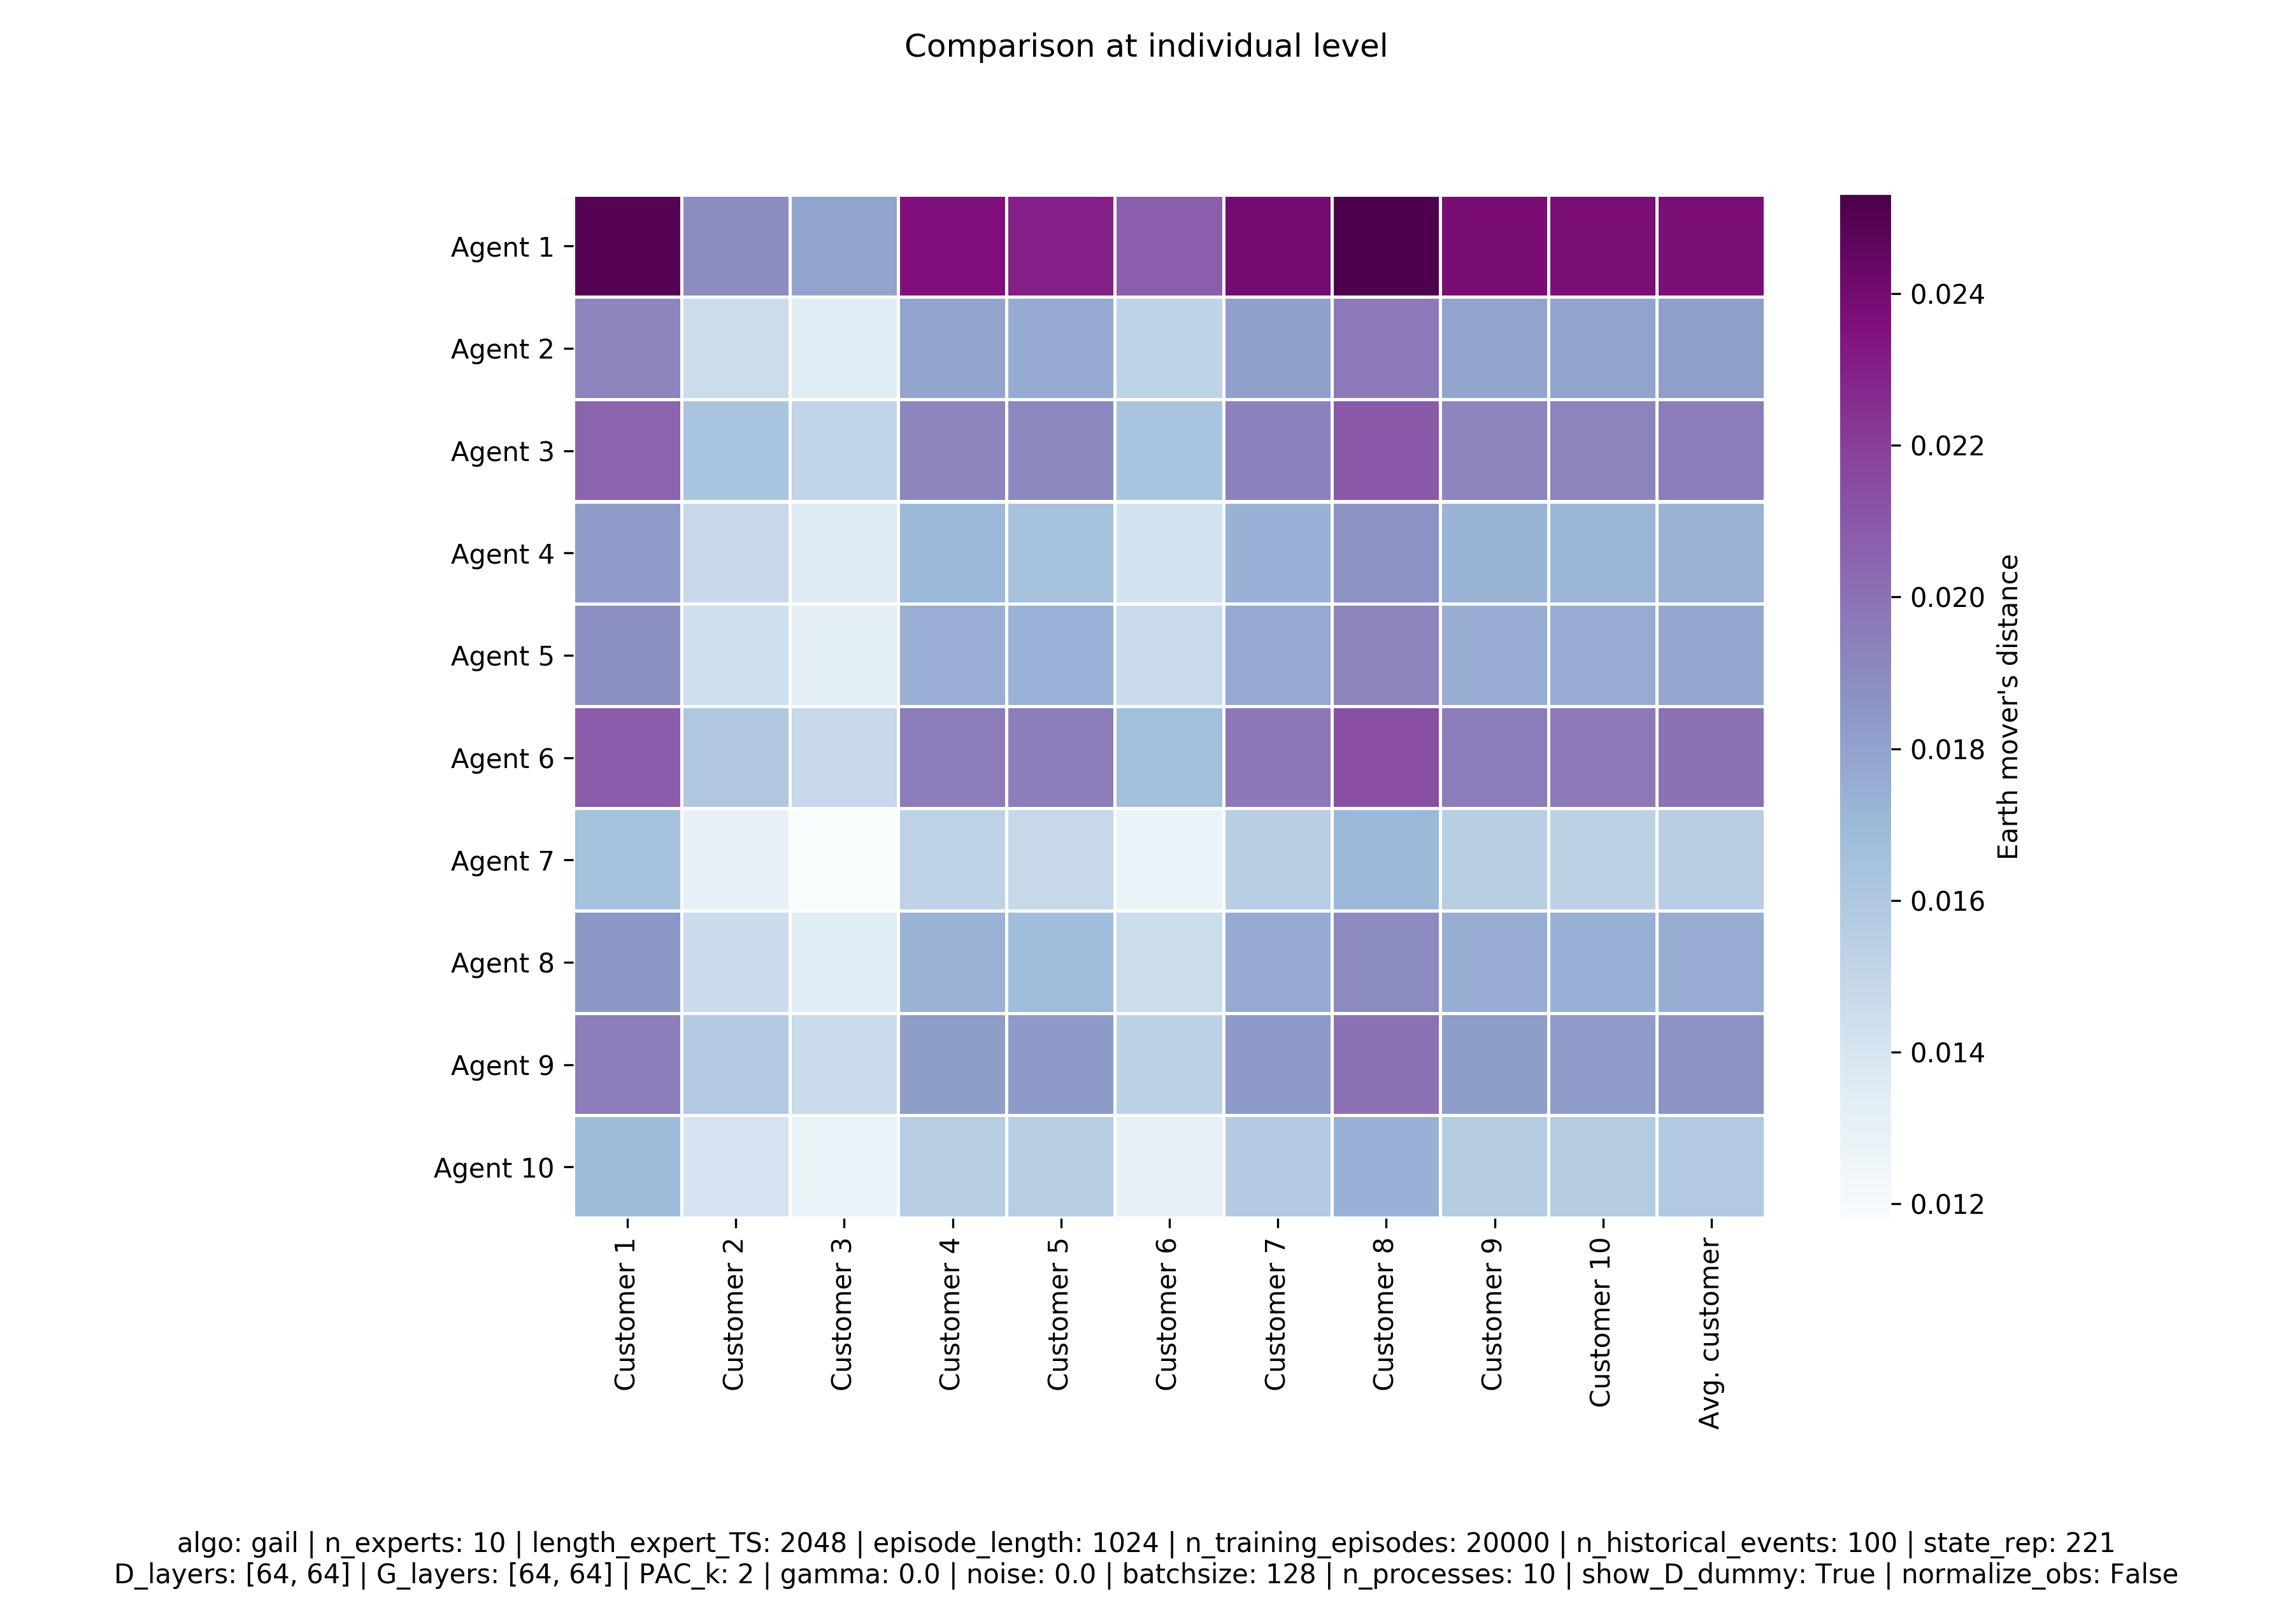 Comparison at individual level
Agent 1
Agent 2
Agent 3
Agent 4
Agent 5
Agent 6
Agent 7
Agent 8
Agent 9
Agent 10
Customer 1
Customer 2
Customer 3
Customer 4
Customer 5
Customer 6
Customer 7
Customer 8
Customer 9
Customer 10
Avg. customer
0.024
0.022
0.020
0.018
0.016
0.014
0.012
Earth mover's distance
algo: gail | n_experts: 10 | length_expert_TS: 2048 | episode_length: 1024 | n_training_episodes: 20000 | n_historical_events: 100 | state_rep: 221
D_layers: [64, 64] | G_layers: [64, 64] | PAC_k: 2 | gamma: 0.0 | noise: 0.0 | batchsize: 128 | n_processes: 10 | show_D_dummy: True | normalize_obs: False